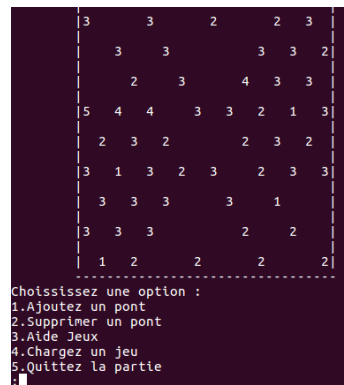 |3 3 2 2 3 |
| 3 3 3 3 2|
| 2 3 4 3 3 |
|5 4 4 3 3 2 1 3|
| 2 3 2 2 3 2 |
|3 1 3 2 3 2 3 3|
| 3 3 3 3 1 |
|3 3 3 2 2 |
| 1 2 2 2 2|
- - - - - - - - - - - - - - - - -
Choississez une option :
1.Ajoutez un pont
2.Supprimer un pont
3.Aide Jeux
4.Chargez un jeu
5.Quittez la partie
: